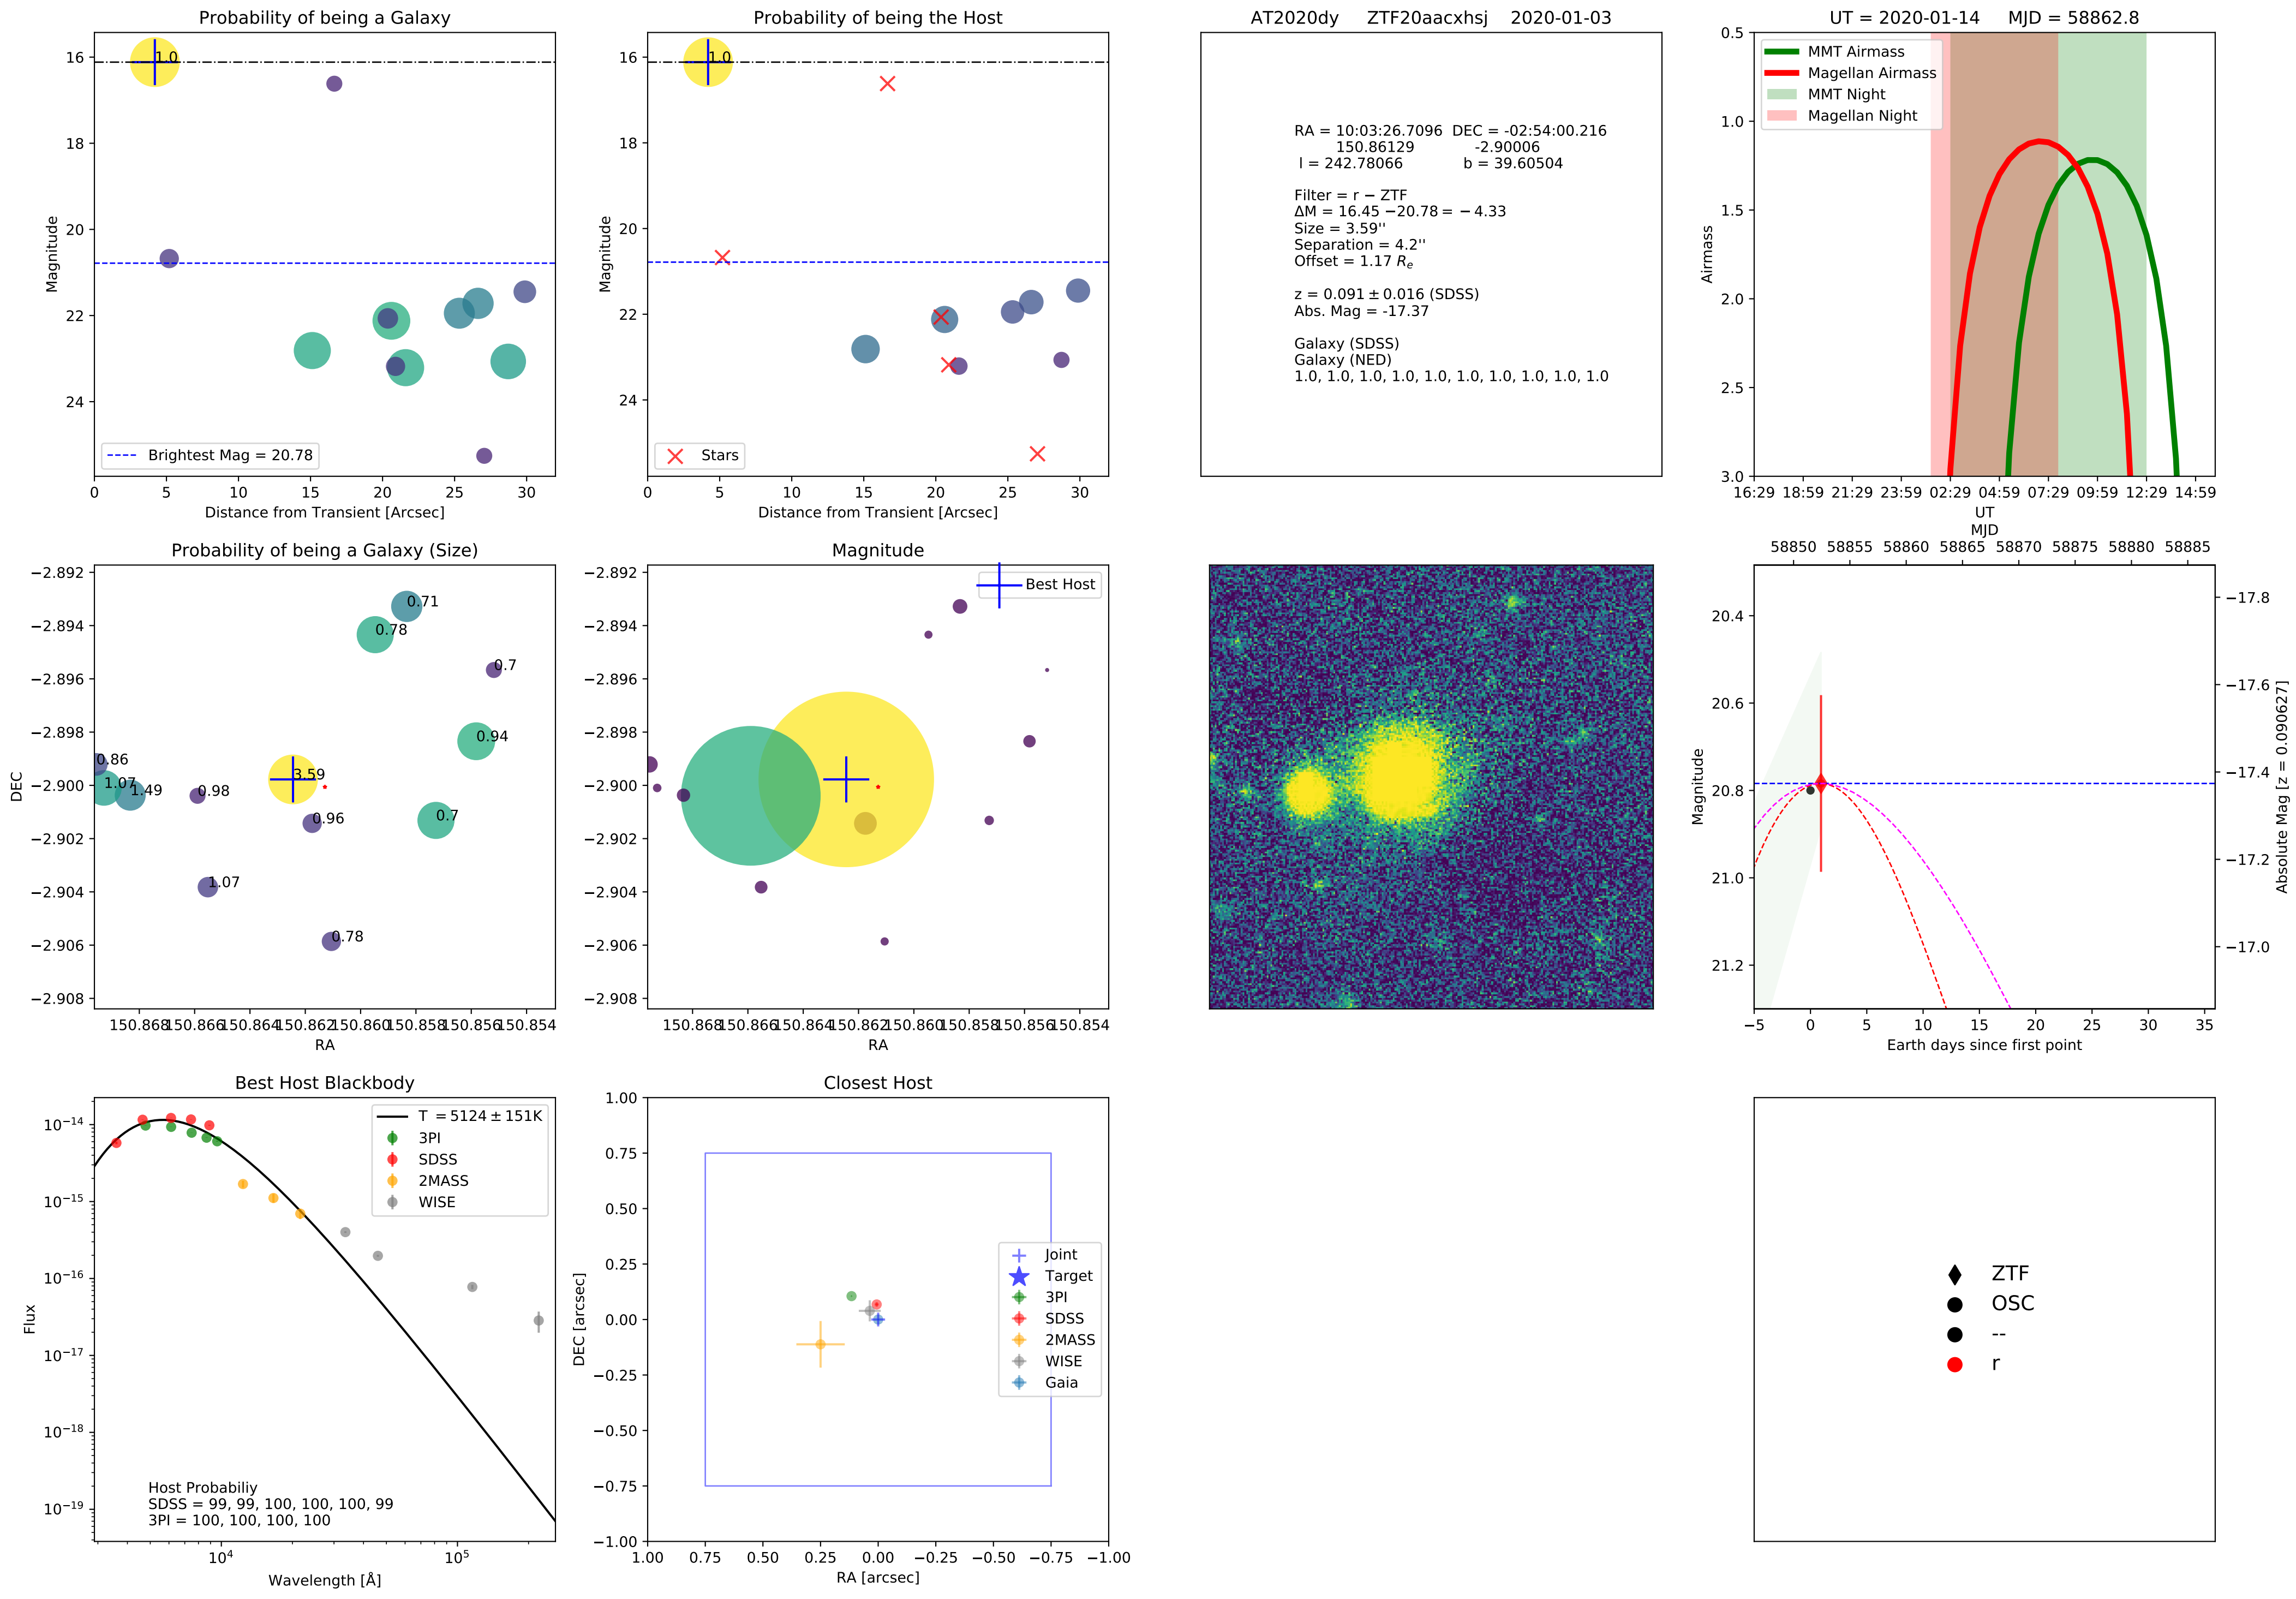 Probability of being a Galaxy
1.0
16
18
20
22
24
Magnitude
Brightest Mag = 20.78
0 5 10 15 20 25 30
Distance from Transient [Arcsec]
Probability of being the Host
1.0
16
18
20
22
24
Magnitude
Stars
0 5 10 15 20 25 30
Distance from Transient [Arcsec]
AT2020dy ZTF20aacxhsj 2020-01-03
RA = 10:03:26.7096 DEC = -02:54:00.216
150.86129 -2.90006
l = 242.78066 b = 39.60504
Filter = r − ZTF
ΔM = 16.45 −20.78 = −4.33
Size = 3.59''
Separation = 4.2''
Offset = 1.17 Re
z = 0.091 ± 0.016 (SDSS)
Abs. Mag = -17.37
Galaxy (SDSS)
Galaxy (NED)
1.0, 1.0, 1.0, 1.0, 1.0, 1.0, 1.0, 1.0, 1.0, 1.0
UT = 2020-01-14 MJD = 58862.8
MMT Airmass
Magellan Airmass
MMT Night
Magellan Night
0.5
1.0
1.5
2.0
2.5
3.0
Airmass
16:29 18:59 21:29 23:59 02:29 04:59 07:29 09:59 12:29 14:59
UT
Probability of being a Galaxy (Size)
−2.892
−2.894
−2.896
−2.898
−2.900
−2.902
−2.904
−2.906
−2.908
DEC
0.71
0.78
0.7
0.94
0.86
1.07
1.49
0.98
3.59
0.96
0.7
1.07
0.78
150.868 150.866 150.864 150.862 150.860 150.858 150.856 150.854
RA
Magnitude
Best Host
−2.892
−2.894
−2.896
−2.898
−2.900
−2.902
−2.904
−2.906
−2.908
150.868 150.866 150.864 150.862 150.860 150.858 150.856 150.854
RA
MJD
58850 58855 58860 58865 58870 58875 58880 58885
20.4
20.6
20.8
21.0
21.2
Magnitude
−17.8
−17.6
−17.4
−17.2
−17.0
Absolute Mag [z = 0.090627]
−5 0 5 10 15 20 25 30 35
Earth days since first point
Best Host Blackbody
T = 5124 ± 151K
3PI
SDSS
2MASS
WISE
10−14
10−15
10−16
10−17
10−18
10−19
Flux
Host Probabiliy
SDSS = 99, 99, 100, 100, 100, 99
3PI = 100, 100, 100, 100
104 105
Wavelength [Å]
Closest Host
1.00
0.75
0.50
0.25
0.00
−0.25
−0.50
−0.75
−1.00
DEC [arcsec]
Joint
Target
3PI
SDSS
2MASS
WISE
Gaia
1.00 0.75 0.50 0.25 0.00 −0.25 −0.50 −0.75 −1.00
RA [arcsec]
ZTF
OSC
--
r